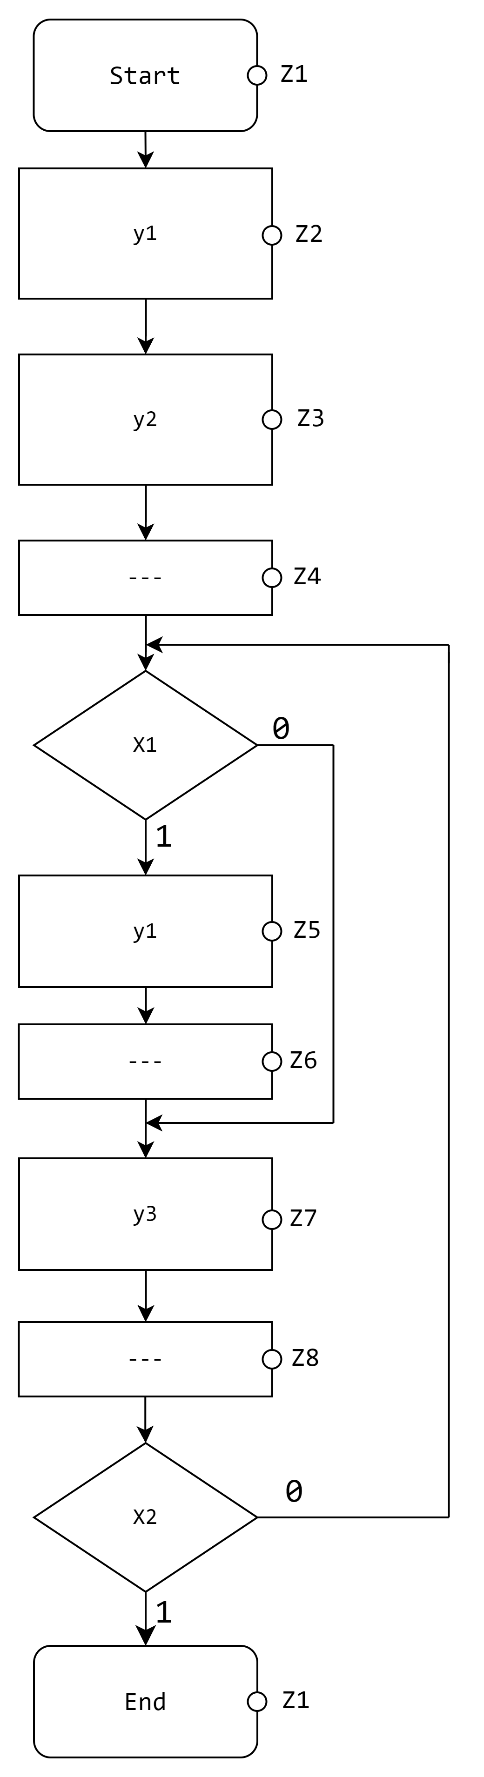 Start
Z1
y1
Z2
y2
Z3
---
Z4
X1
0
1
y1
Z5
---
Z6
y3
Z7
---
Z8
X2
0
1
End
Z1